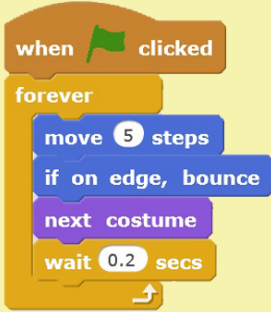 when clicked
forever
move 5 steps
if on edge, bounce
next costume
wait 0.2 secs